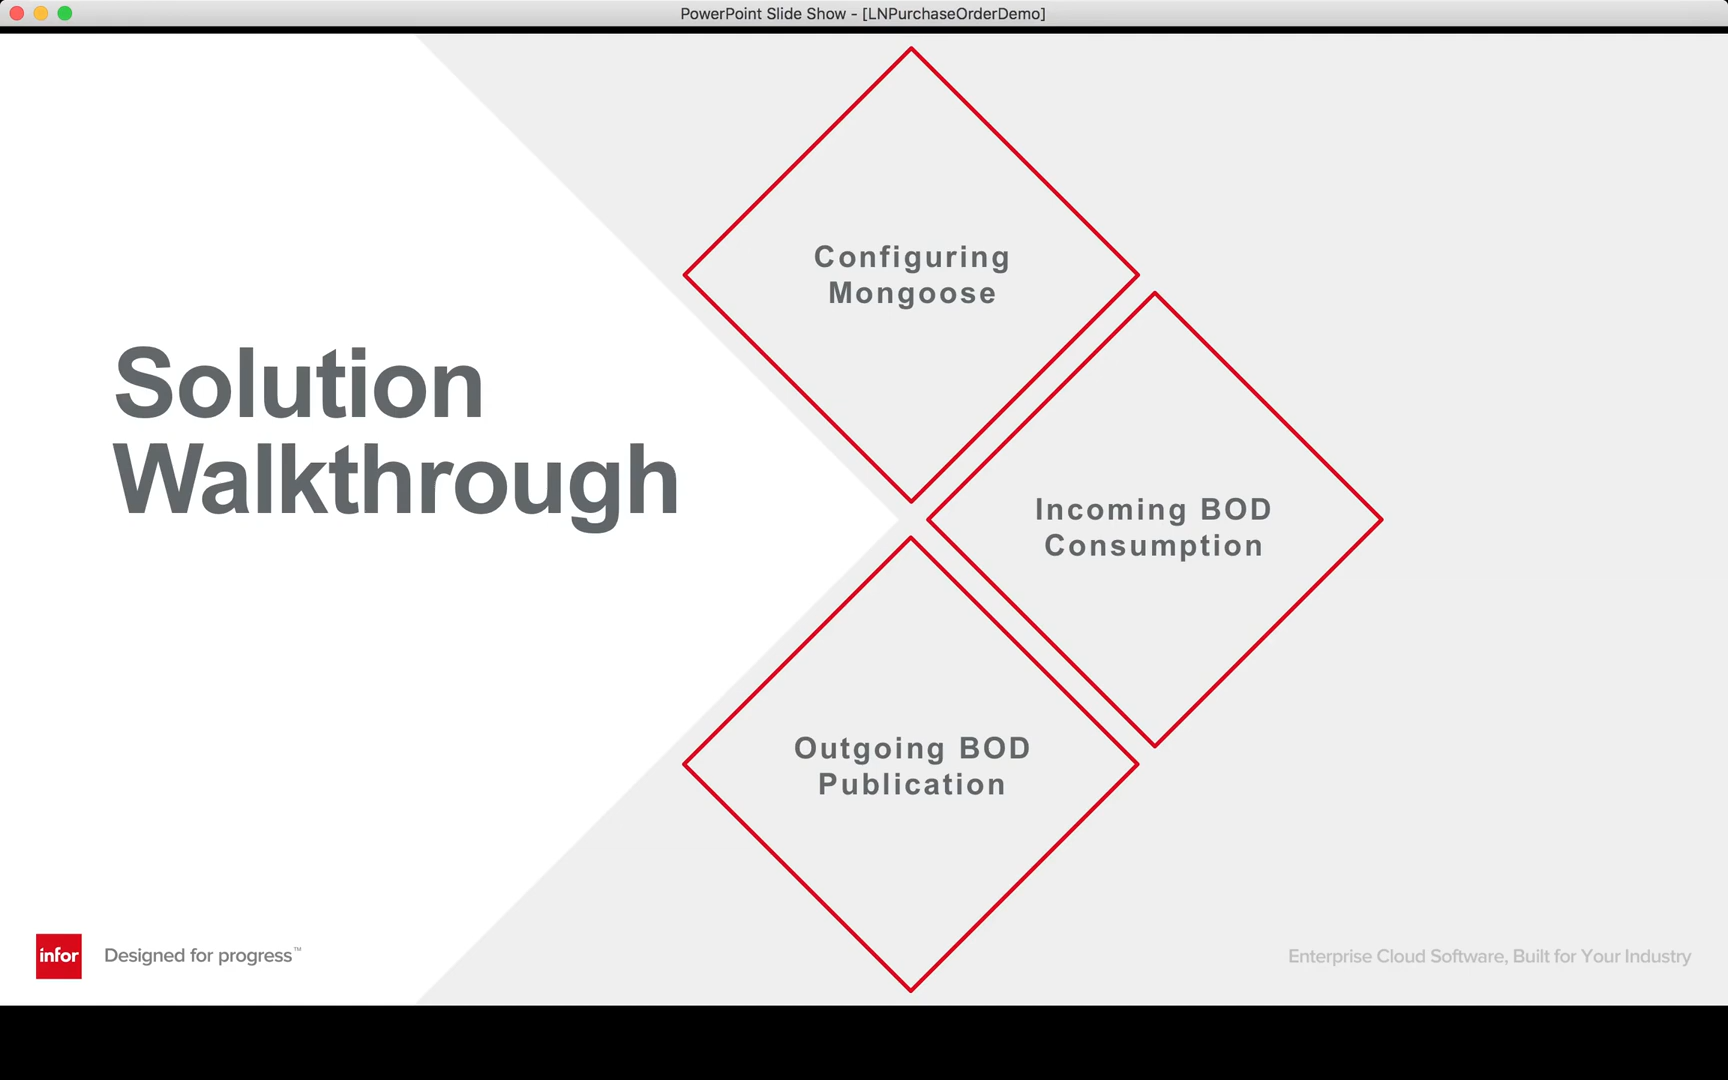 PowerPoint Slide Show - [LNPurchaseOrderDemo]
Solution
Walkthrough
Configuring
Mongoose
Incoming BOD
Consumption
Outgoing BOD
Publication
infor
Designed for progress™
Enterprise Cloud Software, Built for Your Industry